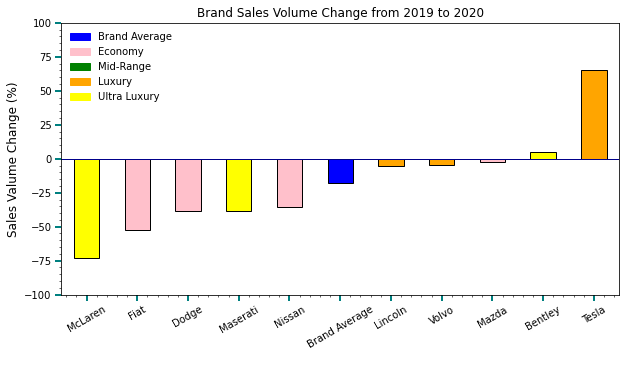 Brand Sales Volume Change from 2019 to 2020
Sales Valume Change (%)
100
75
50
25
0
−25
−50
−75
−100
Brand Average
Economy
Mid-Range
Luxury
Ultra Luxury
McLaren
Fiat
Dodge
Maserati
Nissan
Brand Average
Lincoln
Volvo
Mazda
Bentley
Tesla